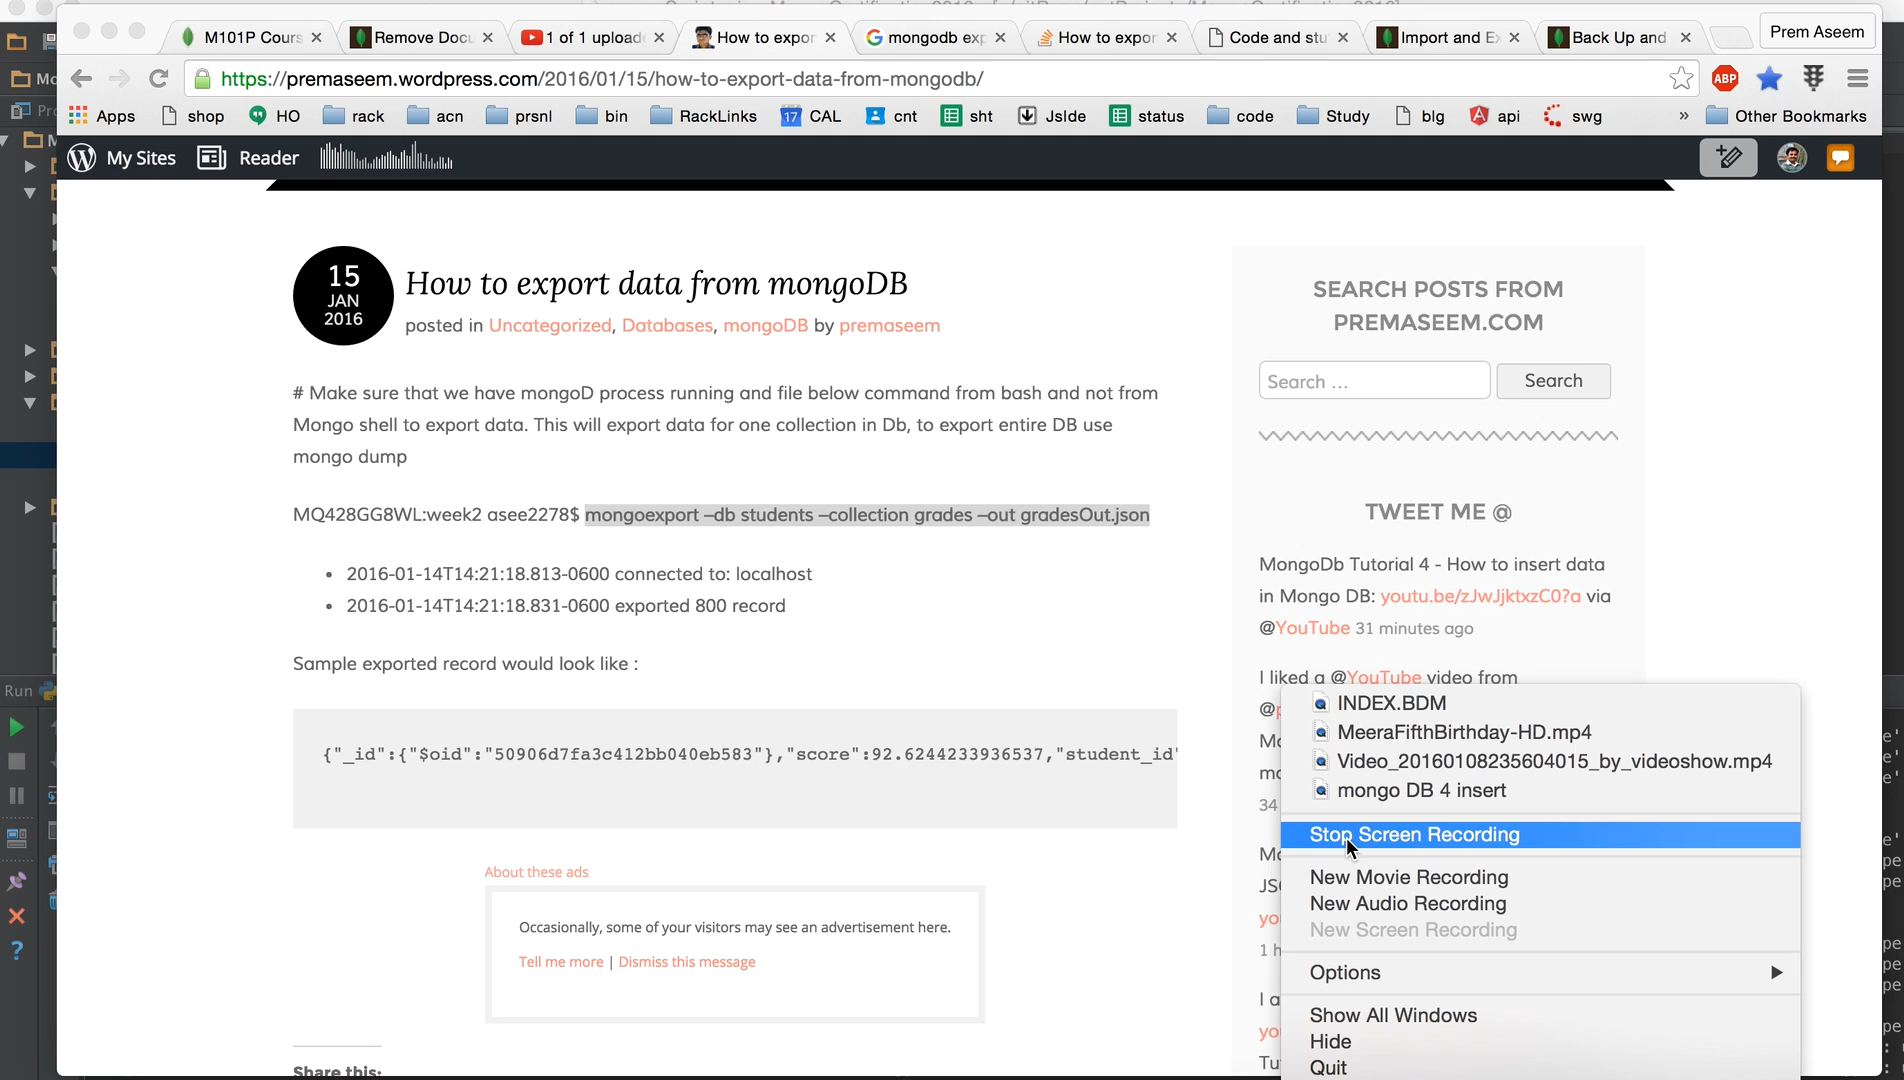 M101P Cours
Remove Docu
1 of 1 upload
How to expor
mongodb exp
How to expor
Code and stu
Import and Ex
Back Up and
Prem Aseem
https://premaseem.wordpress.com/2016/01/15/how-to-export-data-from-mongodb/
ABP
Apps shop HO rack acn prsnl bin RackLinks 17 CAL cnt sht Jslde status code Study blg api swg » Other Bookmarks
My Sites Reader
15
JAN
2016
How to export data from mongoDB
posted in Uncategorized, Databases, mongoDB by premaseem
# Make sure that we have mongoD process running and file below command from bash and not from
Mongo shell to export data. This will export data for one collection in Db, to export entire DB use
mongo dump
MQ428GG8WL:week2 asee2278$ mongoexport –db students –collection grades –out gradesOut.json
• 2016-01-14T14:21:18.813-0600 connected to: localhost
• 2016-01-14T14:21:18.831-0600 exported 800 record
Sample exported record would look like :
{"_id":{"$oid":"50906d7fa3c412bb040eb583"},"score":92.6244233936537,"student_id"
About these ads
Occasionally, some of your visitors may see an advertisement here.
Tell me more | Dismiss this message
Share this:
SEARCH POSTS FROM
PREMASEEM.COM
Search ...
Search
TWEET ME @
MongoDb Tutorial 4 - How to insert data
in Mongo DB: youtu.be/zJwJjktxzC0?a via
@YouTube 31 minutes ago
I liked a @YouTube video from
34
1 h
I a
INDEX.BDM
MeeraFifthBirthday-HD.mp4
Video_20160108235604015_by_videoshow.mp4
mongo DB 4 insert
Stop Screen Recording
New Movie Recording
New Audio Recording
New Screen Recording
Options
Show All Windows
Hide
Quit
Run